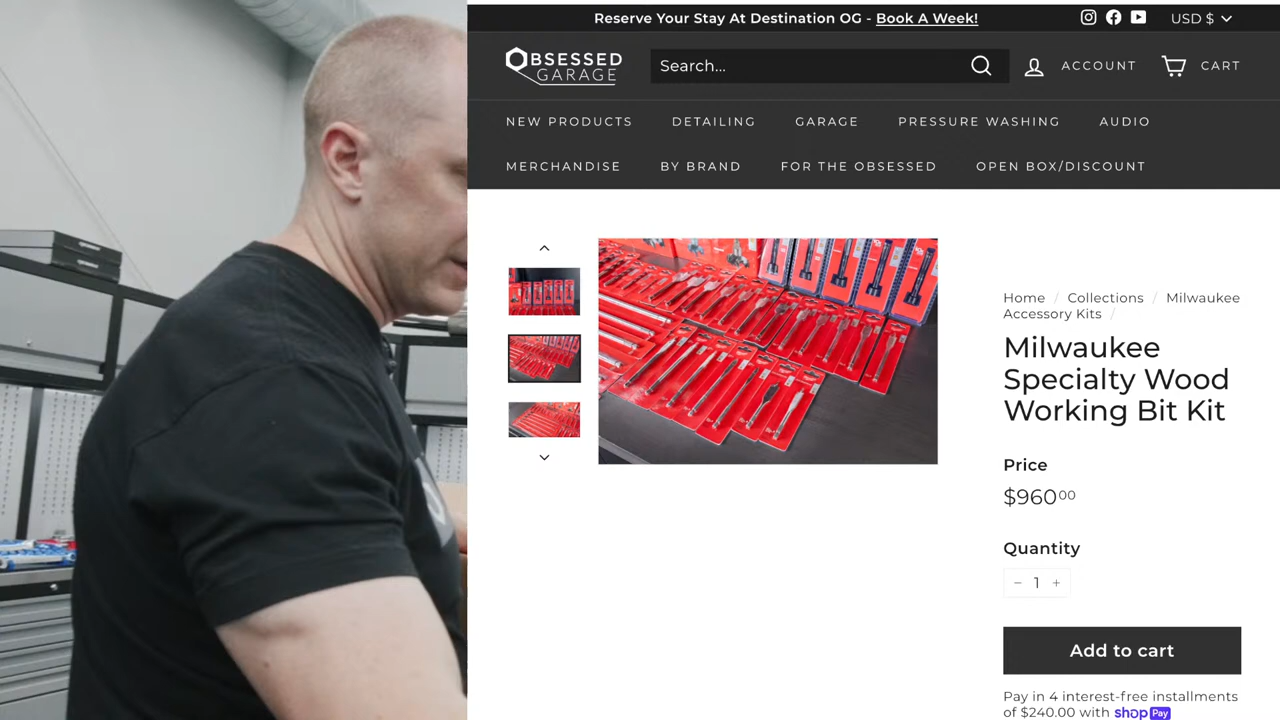 Reserve Your Stay At Destination OG - Book A Week!
USD $
OBSESSED
GARAGE
Search...
ACCOUNT
CART
NEW PRODUCTS DETAILING GARAGE PRESSURE WASHING AUDIO
MERCHANDISE BY BRAND FOR THE OBSESSED OPEN BOX/DISCOUNT
Home / Collections / Milwaukee
Accessory Kits /
Milwaukee
Specialty Wood
Working Bit Kit
Price
$96000
Quantity
− 1 +
Add to cart
Pay in 4 interest-free installments
of $240.00 with shop Pay